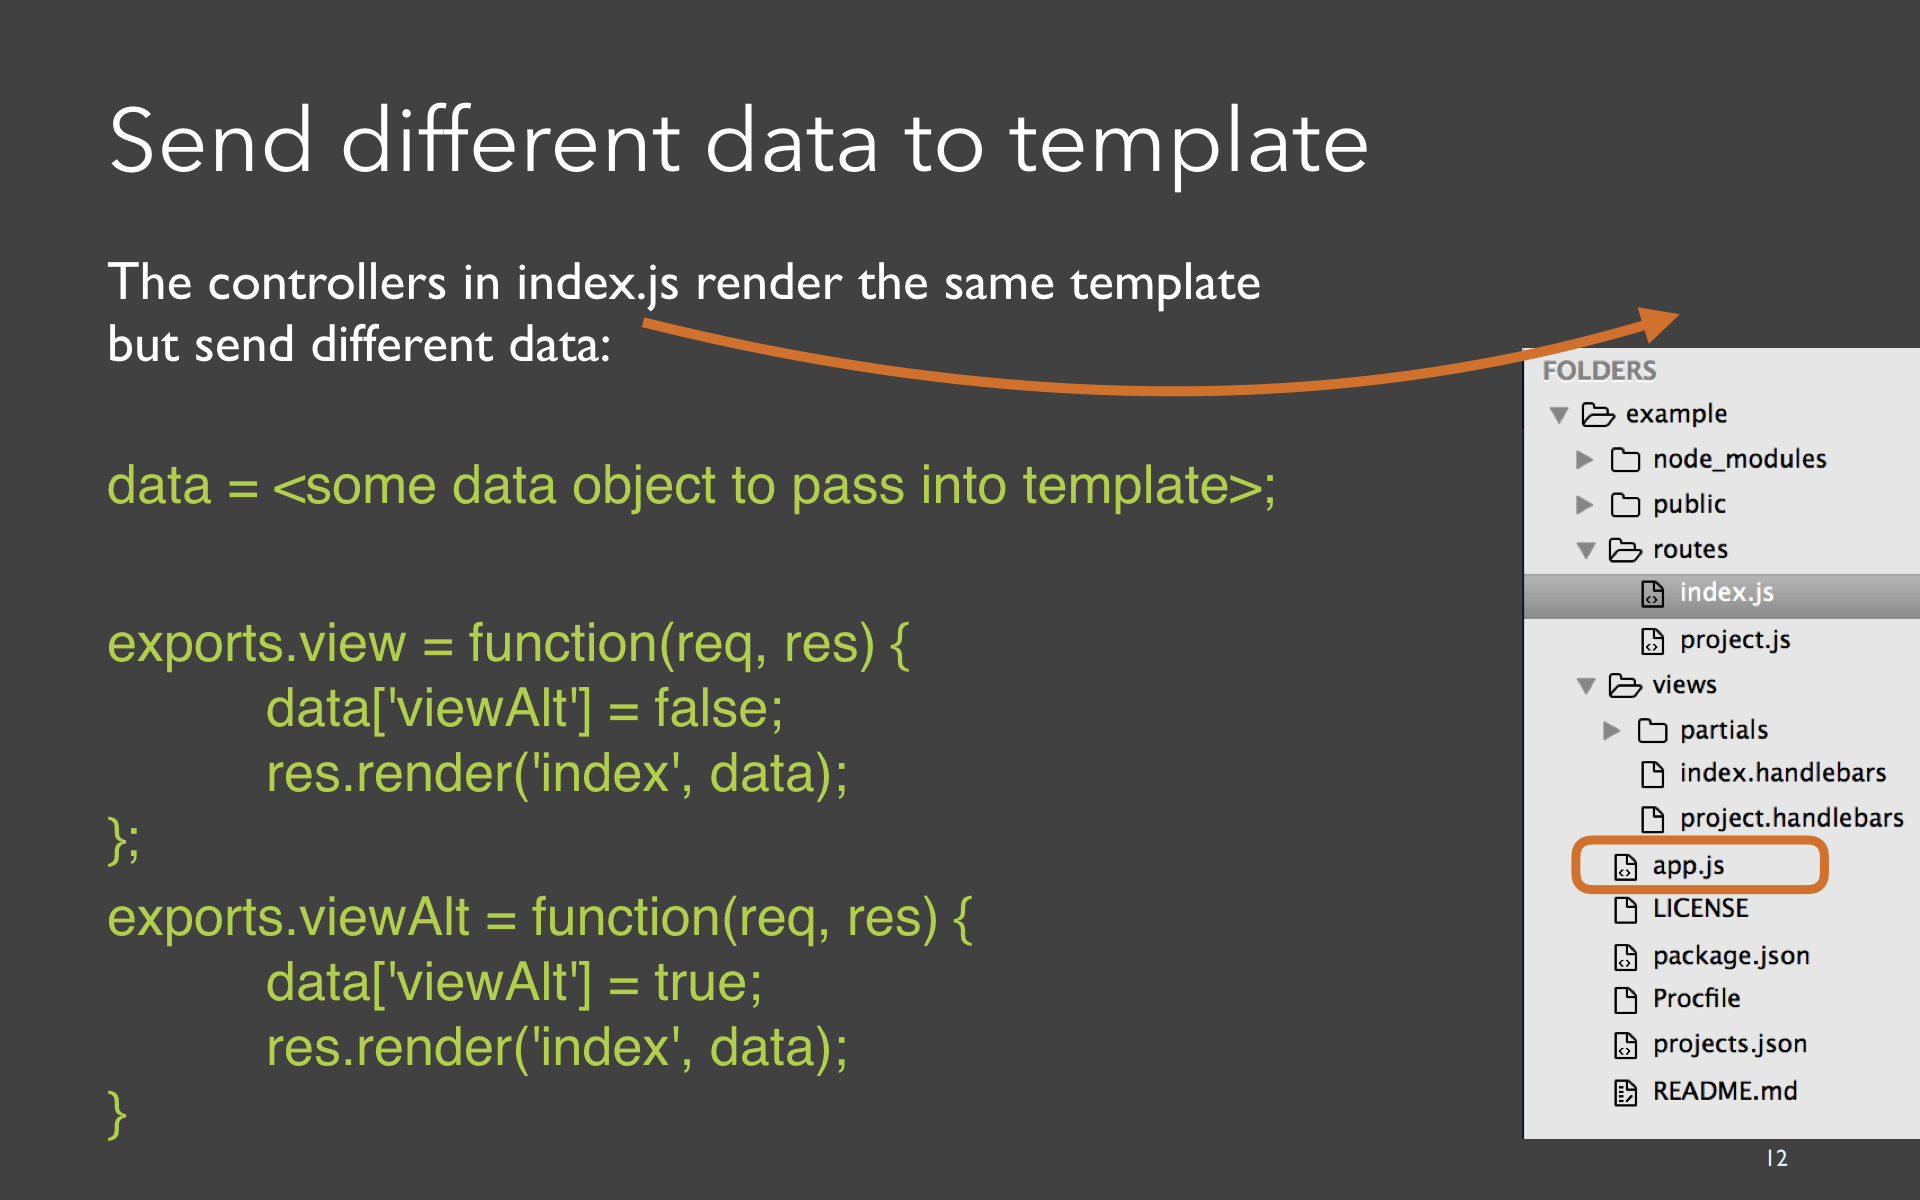 Send different data to template
The controllers in index.js render the same template
but send different data:
data = <some data object to pass into template>;
exports.view = function(req, res) {
data['viewAlt'] = false;
res.render('index', data);
};
exports.viewAlt = function(req, res) {
data['viewAlt'] = true;
res.render('index', data);
}
FOLDERS
example
node_modules
public
routes
index.js
project.js
views
partials
index.handlebars
project.handlebars
app.js
LICENSE
package.json
Procfile
projects.json
README.md
12